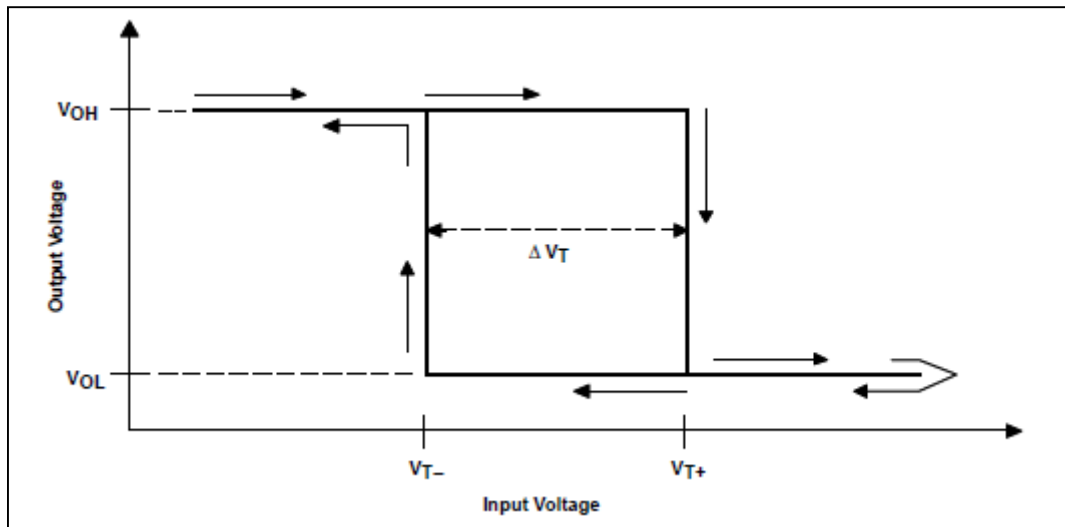 VOH
Output Voltage
Δ VT
VOL
VT–
VT+
Input Voltage